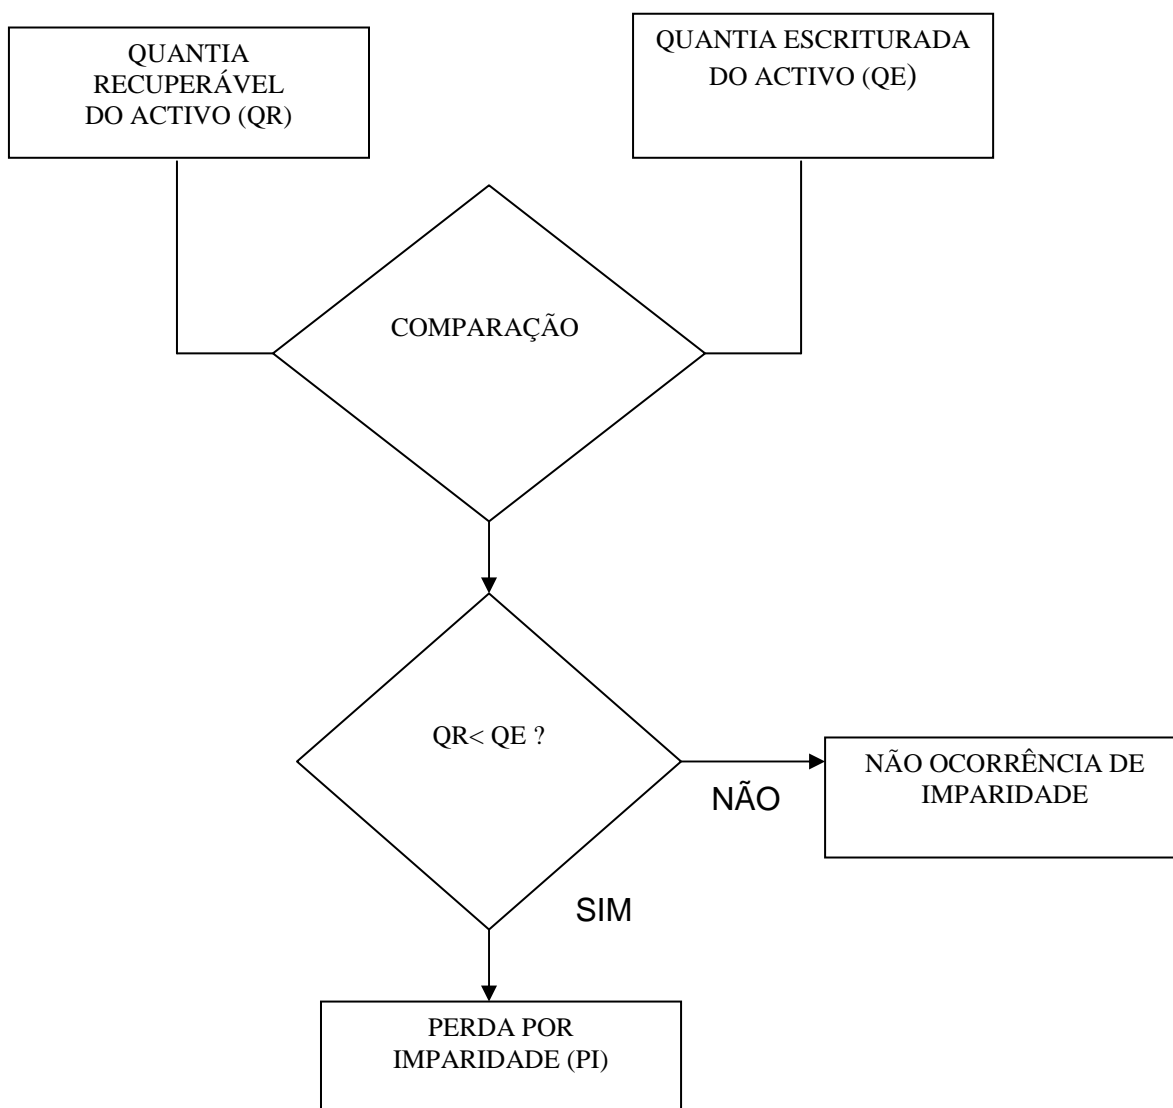 QUANTIA
RECUPERÁVEL
DO ACTIVO (QR)
QUANTIA ESCRITURADA
DO ACTIVO (QE)
COMPARAÇÃO
QR< QE ?
NÃO
NÃO OCORRÊNCIA DE
IMPARIDADE
SIM
PERDA POR
IMPARIDADE (PI)